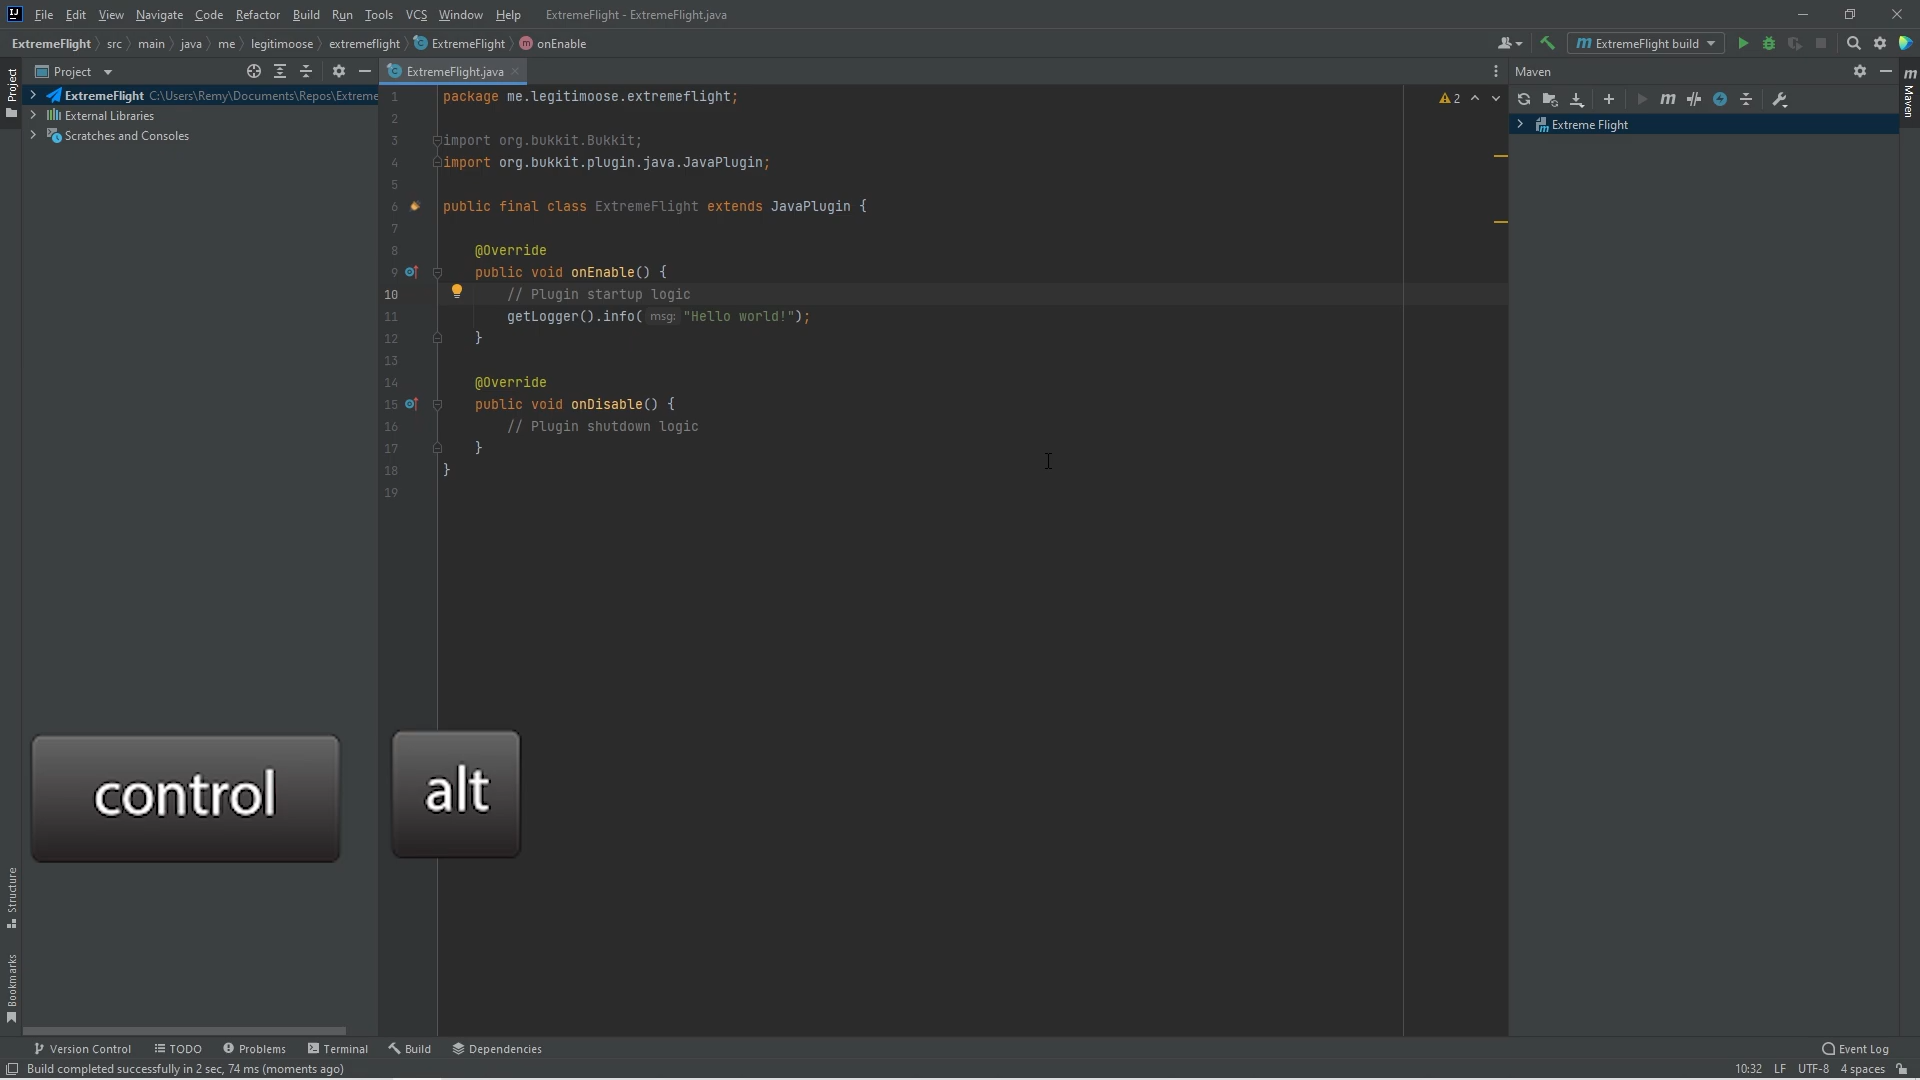 File Edit View Navigate Code Refactor Build Run Tools VCS Window Help ExtremeFlight - ExtremeFlight.java
ExtremeFlight src main java me legitimoose extremeflight ExtremeFlight onEnable
ExtremeFlight build
Project
Project
ExtremeFlight C:\Users\Remy\Documents\Repos\Extreme
External Libraries
Scratches and Consoles
ExtremeFlight.java
2
1 package me.legitimoose.extremeflight;
2
3 import org.bukkit.Bukkit;
4 import org.bukkit.plugin.java.JavaPlugin;
5
6 public final class ExtremeFlight extends JavaPlugin {
7
8 @Override
9 public void onEnable() {
10 // Plugin startup logic
11 getLogger().info( msg: "Hello world!");
12 }
13
14 @Override
15 public void onDisable() {
16 // Plugin shutdown logic
17 }
18 }
19
Maven
Extreme Flight
Maven
control
alt
Structure
Bookmarks
Version Control TODO Problems Terminal Build Dependencies
Event Log
Build completed successfully in 2 sec, 74 ms (moments ago)
10:32 LF UTF-8 4 spaces